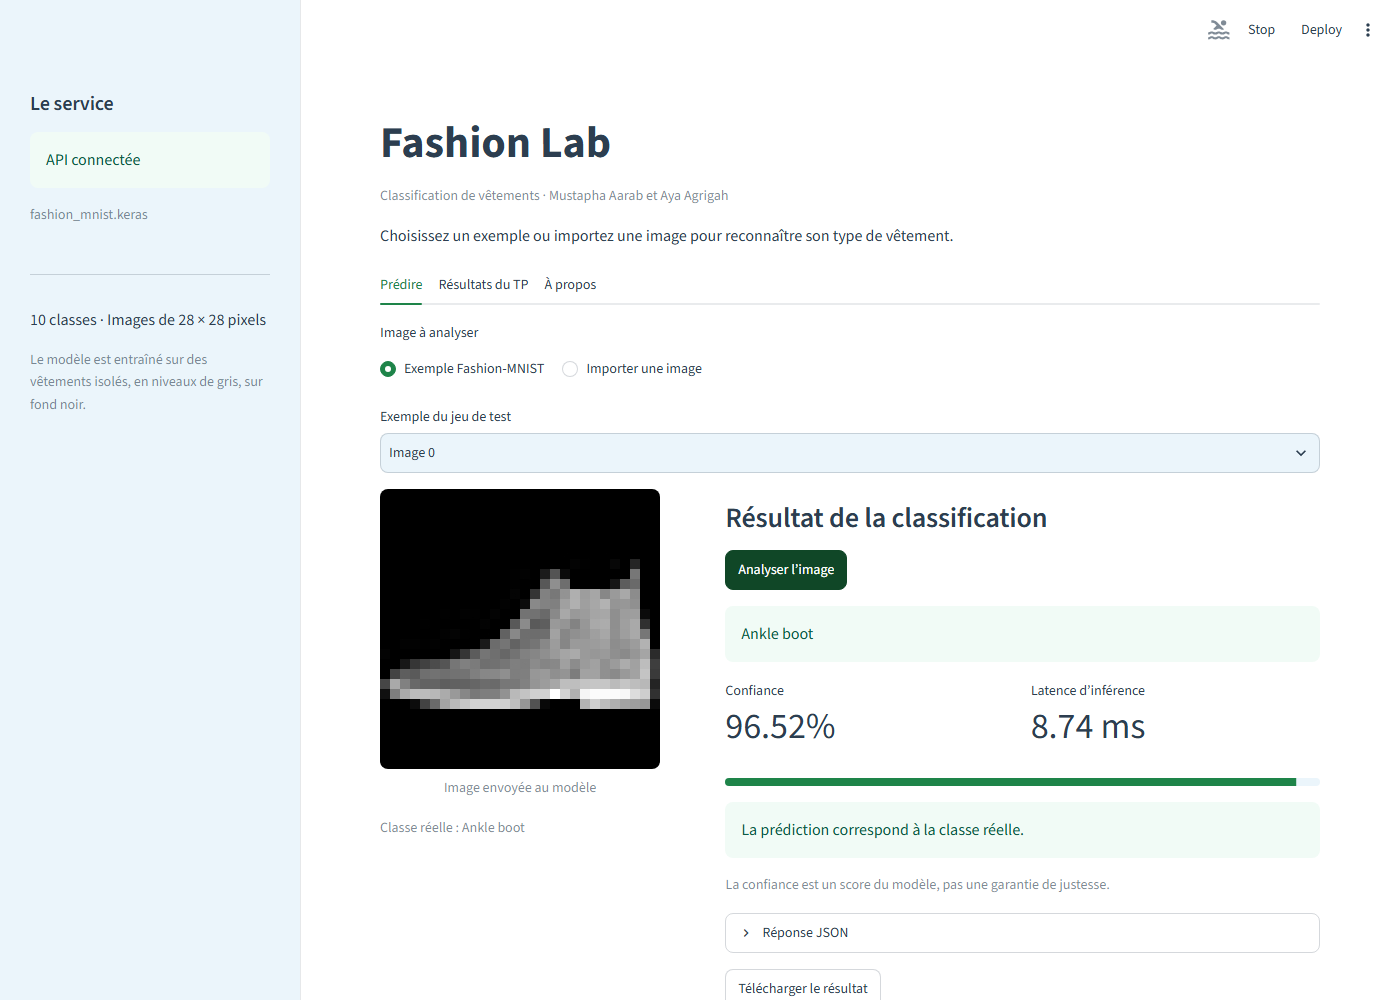 Stop
Deploy
Le service
API connectée
fashion_mnist.keras
10 classes · Images de 28 × 28 pixels
Le modèle est entraîné sur des
vêtements isolés, en niveaux de gris, sur
fond noir.
Fashion Lab
Classification de vêtements · Mustapha Aarab et Aya Agrigah
Choisissez un exemple ou importez une image pour reconnaître son type de vêtement.
Prédire
Résultats du TP
À propos
Image à analyser
Exemple Fashion-MNIST
Importer une image
Exemple du jeu de test
Image 0
Image envoyée au modèle
Classe réelle : Ankle boot
Résultat de la classification
Analyser l’image
Ankle boot
Confiance
96.52%
Latence d’inférence
8.74 ms
La prédiction correspond à la classe réelle.
La confiance est un score du modèle, pas une garantie de justesse.
Réponse JSON
Télécharger le résultat